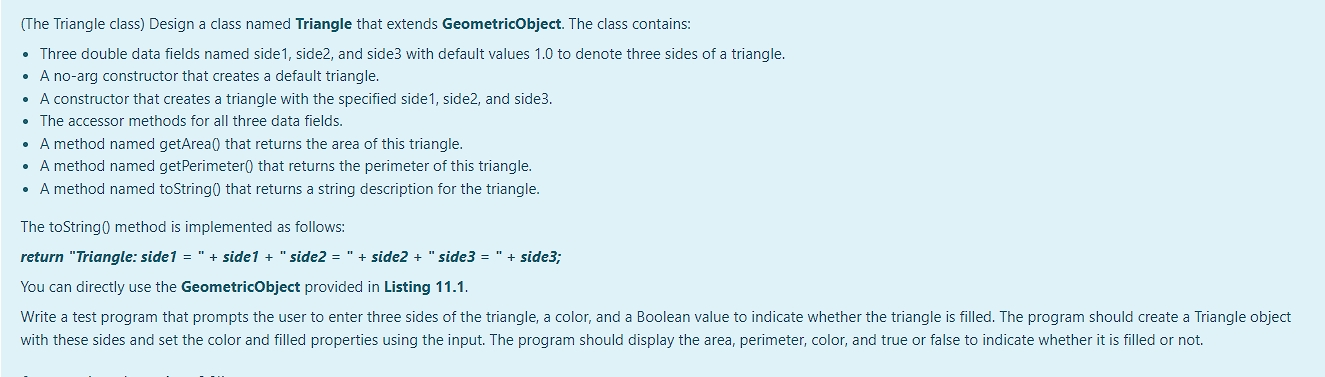 (The Triangle class) Design a class named Triangle that extends GeometricObject. The class contains:
• Three double data fields named side1, side2, and side3 with default values 1.0 to denote three sides of a triangle.
• A no-arg constructor that creates a default triangle.
• A constructor that creates a triangle with the specified side1, side2, and side3.
• The accessor methods for all three data fields.
• A method named getArea() that returns the area of this triangle.
• A method named getPerimeter() that returns the perimeter of this triangle.
• A method named toString() that returns a string description for the triangle.
The toString() method is implemented as follows:
return "Triangle: side1 = " + side1 + " side2 = " + side2 + " side3 = " + side3;
You can directly use the GeometricObject provided in Listing 11.1.
Write a test program that prompts the user to enter three sides of the triangle, a color, and a Boolean value to indicate whether the triangle is filled. The program should create a Triangle object
with these sides and set the color and filled properties using the input. The program should display the area, perimeter, color, and true or false to indicate whether it is filled or not.